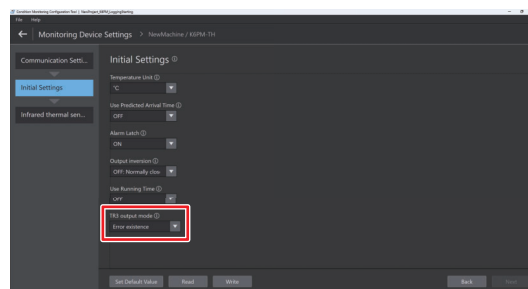 Condition Monitoring Configuration Tool | NewProject_K6PM_LoggingStarting
File Help
Monitoring Device Settings > NewMachine / K6PM-TH
Communication Setti...
Initial Settings
Infrared thermal sen...
Initial Settings
Temperature Unit
°C
Use Predicted Arrival Time
OFF
Alarm Latch
ON
Output inversion
OFF: Normally clos
Use Running Time
OFF
TR3 output mode
Error existence
Set Default Value Read Write Back